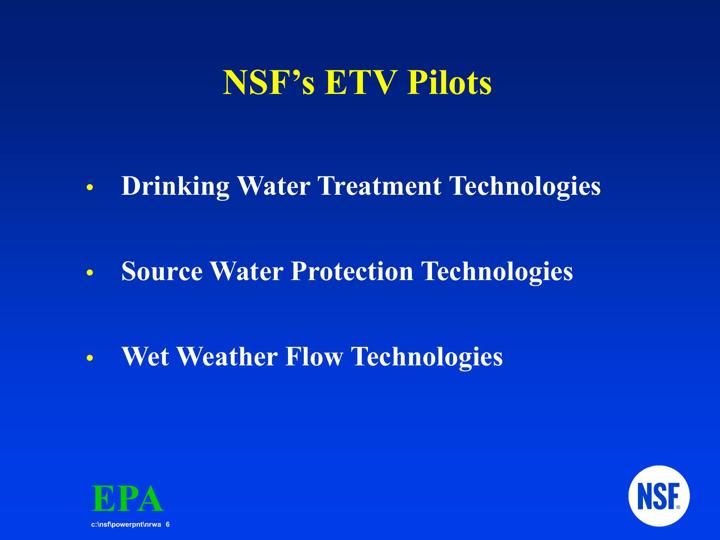 NSF’s ETV Pilots
• Drinking Water Treatment Technologies
• Source Water Protection Technologies
• Wet Weather Flow Technologies
EPA
c:\nsf\powerpnt\nrwa 6
NSF®